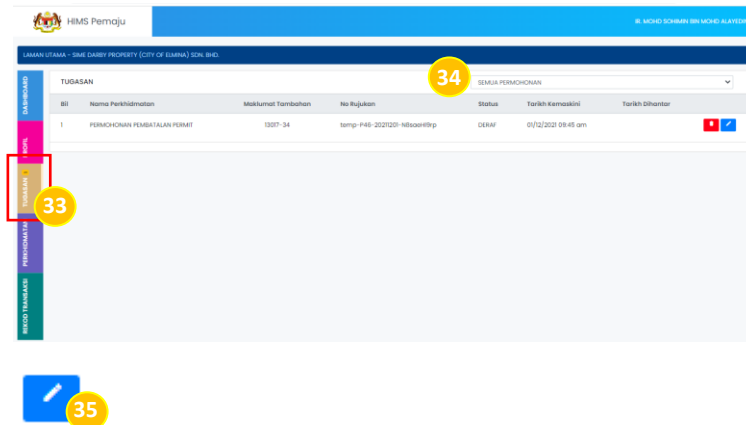 HIMS Pemaju
IR. MOHD SOHIMIN BIN MOHD ALAYEDI
LAMAN UTAMA - SIME DARBY PROPERTY (CITY OF ELMINA) SDN. BHD.
DASHBOARD
PROFIL
TUGASAN
PERKHIDMATAN
REKOD TRANSAKSI
33
TUGASAN
34
SEMUA PERMOHONAN
Bil Nama Perkhidmatan Maklumat Tambahan No Rujukan Status Tarikh Kemaskini Tarikh Dihantar
1 PERMOHONAN PEMBATALAN PERMIT 13017-34 DERAF 01/12/2021 09:45 am
35